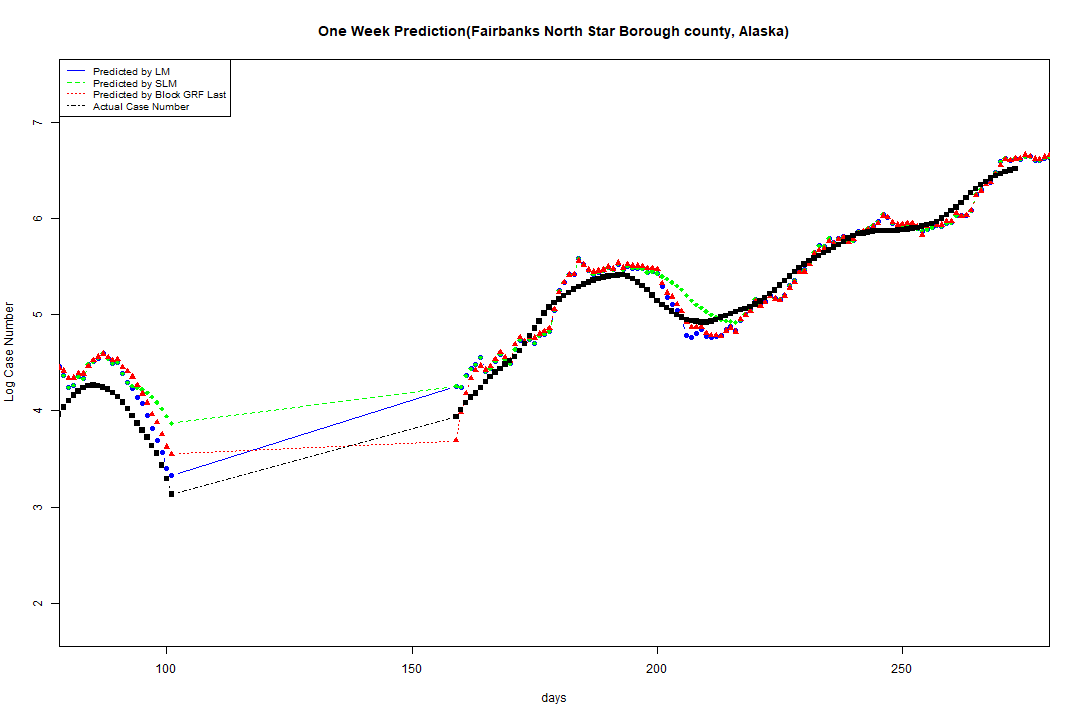 One Week Prediction(Fairbanks North Star Borough county, Alaska)
Predicted by LM
Predicted by SLM
Predicted by Block GRF Last
Actual Case Number
Log Case Number
7
6
5
4
3
2
100
150
200
250
days